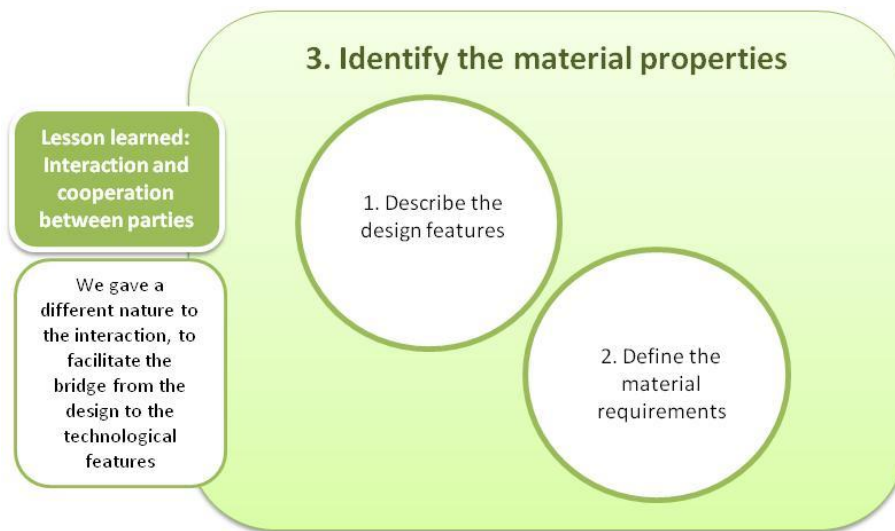 3. Identify the material properties
Lesson learned:
Interaction and
cooperation
between parties
We gave a
different nature to
the interaction, to
facilitate the
bridge from the
design to the
technological
features
1. Describe the
design features
2. Define the
material
requirements